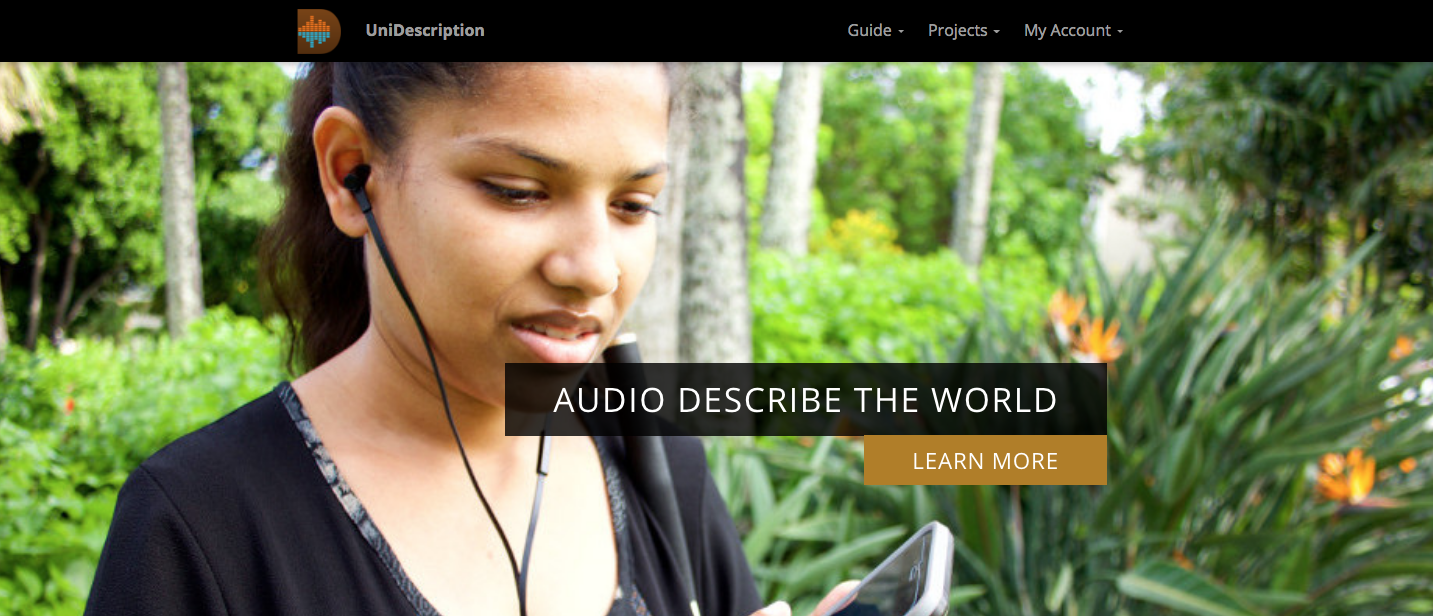 UniDescription
Guide
Projects
My Account
AUDIO DESCRIBE THE WORLD
LEARN MORE